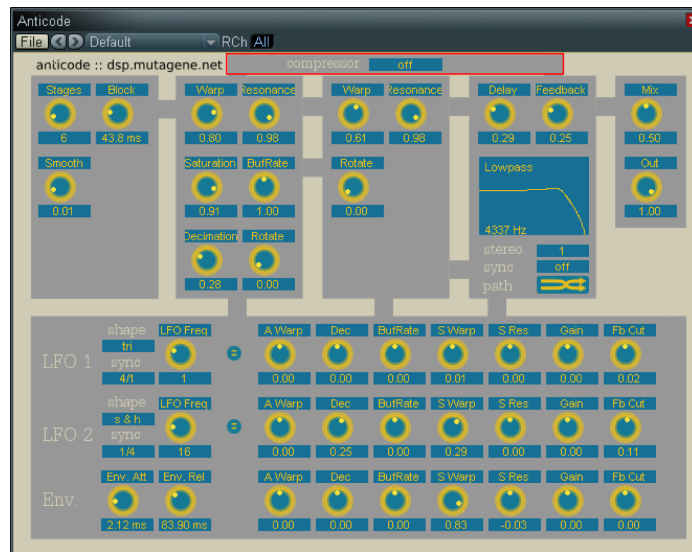 Anticode
File Default RCh All
anticode :: dsp.mutagene.net compressor off
Stages Block Warp Resonance Warp Resonance Delay Feedback Mix
6 43.8 ms 0.80 0.98 0.61 0.98 0.29 0.25 0.50
Smooth Saturation BufRate Rotate Lowpass Out
0.01 0.91 1.00 0.00 1.00
4337 Hz
Decimation Rotate stereo 1
sync off
0.28 0.00 path
shape LFO Freq A Warp Dec BufRate S Warp S Res Gain Fb Cut
tri
LFO 1 sync =
4/1 1 0.00 0.00 0.00 0.01 0.00 0.00 0.02
shape LFO Freq A Warp Dec BufRate S Warp S Res Gain Fb Cut
s & h
LFO 2 sync =
1/4 16 0.00 0.25 0.00 0.29 0.00 0.00 0.11
Env. Att Env. Rel A Warp Dec BufRate S Warp S Res Gain Fb Cut
Env.
2.12 ms 83.90 ms 0.00 0.00 0.00 0.83 -0.03 0.00 0.00